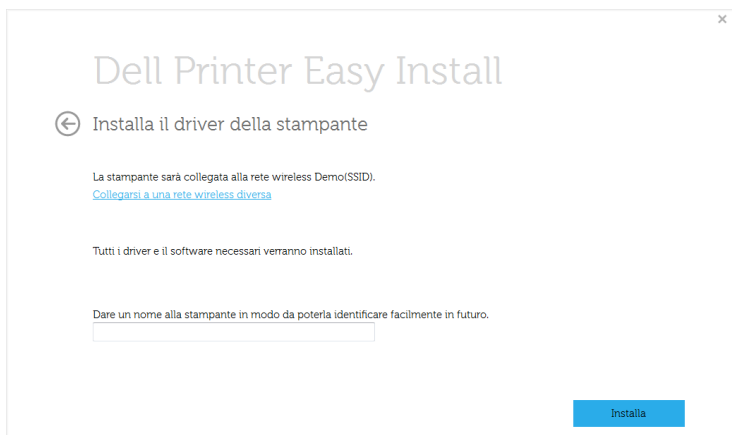 Dell Printer Easy Install
Installa il driver della stampante
La stampante sarà collegata alla rete wireless Demo(SSID).
Collegarsi a una rete wireless diversa
Tutti i driver e il software necessari verranno installati.
Dare un nome alla stampante in modo da poterla identificare facilmente in futuro.
Installa